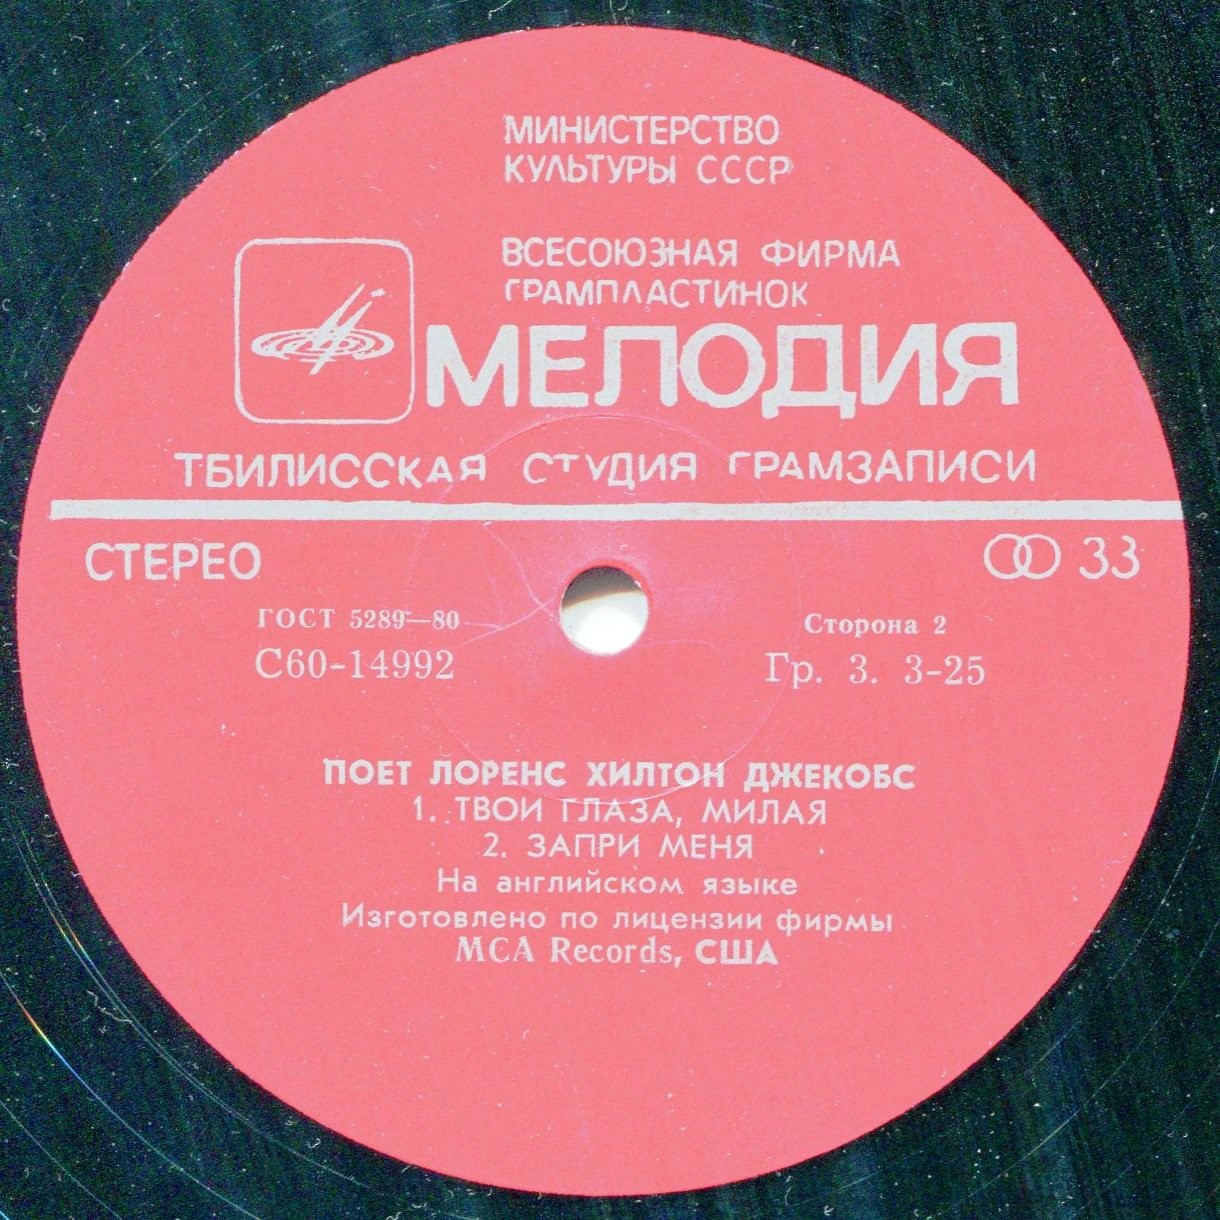 МИНИСТЕРСТВО
КУЛЬТУРЫ СССР
ВСЕСОЮЗНАЯ ФИРМА
ГРАМПЛАСТИНОК
МЕЛОДИЯ
ТБИЛИССКАЯ СТУДИЯ ГРАМЗАПИСИ
СТЕРЕО
33
ГОСТ 5289—80
Сторона 2
С60-14992
Гр. 3. 3-25
ПОЕТ ЛОРЕНС ХИЛТОН ДЖЕКОБС
1. ТВОИ ГЛАЗА, МИЛАЯ
2. ЗАПРИ МЕНЯ
На английском языке
Изготовлено по лицензии фирмы
MCA Records, США